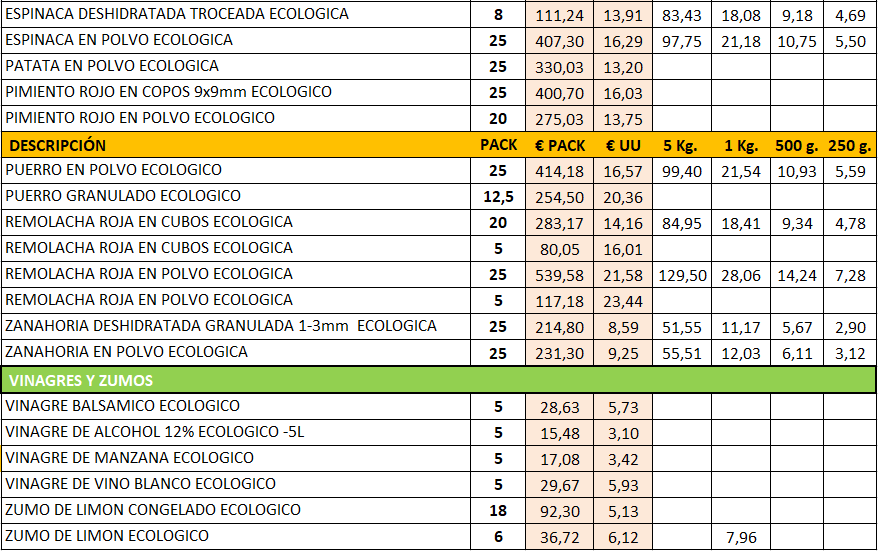 ESPINACA DESHIDRATADA TROCEADA ECOLOGICA 8 111,24 13,91 83,43 18,08 9,18 4,69
ESPINACA EN POLVO ECOLOGICA 25 407,30 16,29 97,75 21,18 10,75 5,50
PATATA EN POLVO ECOLOGICA 25 330,03 13,20
PIMIENTO ROJO EN COPOS 9x9mm ECOLOGICO 25 400,70 16,03
PIMIENTO ROJO EN POLVO ECOLOGICO 20 275,03 13,75
DESCRIPCIÓN PACK € PACK € UU 5 Kg. 1 Kg. 500 g. 250 g.
PUERRO EN POLVO ECOLOGICO 25 414,18 16,57 99,40 21,54 10,93 5,59
PUERRO GRANULADO ECOLOGICO 12,5 254,50 20,36
REMOLACHA ROJA EN CUBOS ECOLOGICA 20 283,17 14,16 84,95 18,41 9,34 4,78
REMOLACHA ROJA EN CUBOS ECOLOGICA 5 80,05 16,01
REMOLACHA ROJA EN POLVO ECOLOGICA 25 539,58 21,58 129,50 28,06 14,24 7,28
REMOLACHA ROJA EN POLVO ECOLOGICA 5 117,18 23,44
ZANAHORIA DESHIDRATADA GRANULADA 1-3mm ECOLOGICA 25 214,80 8,59 51,55 11,17 5,67 2,90
ZANAHORIA EN POLVO ECOLOGICA 25 231,30 9,25 55,51 12,03 6,11 3,12
VINAGRES Y ZUMOS
VINAGRE BALSAMICO ECOLOGICO 5 28,63 5,73
VINAGRE DE ALCOHOL 12% ECOLOGICO -5L 5 15,48 3,10
VINAGRE DE MANZANA ECOLOGICO 5 17,08 3,42
VINAGRE DE VINO BLANCO ECOLOGICO 5 29,67 5,93
ZUMO DE LIMON CONGELADO ECOLOGICO 18 92,30 5,13
ZUMO DE LIMON ECOLOGICO 6 36,72 6,12 7,96